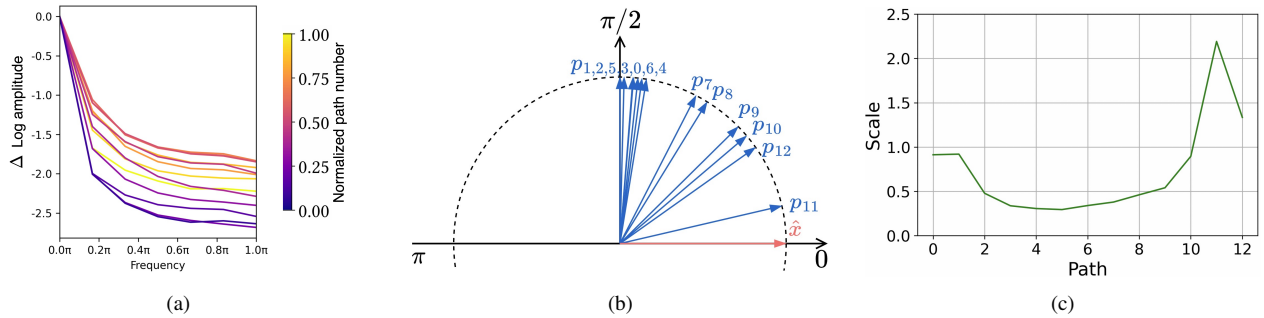 0.0
-0.5
-1.0
-1.5
-2.0
-2.5
Δ Log amplitude
0.0π 0.2π 0.4π 0.6π 0.8π 1.0π
Frequency
1.00
0.75
0.50
0.25
0.00
Normalized path number
(a)
π/2
p1,2,5,3,0,6,4
p7
p8
p9
p10
p12
p11
x̂
π
0
(b)
2.5
2.0
1.5
1.0
0.5
0.0
Scale
0 2 4 6 8 10 12
Path
(c)